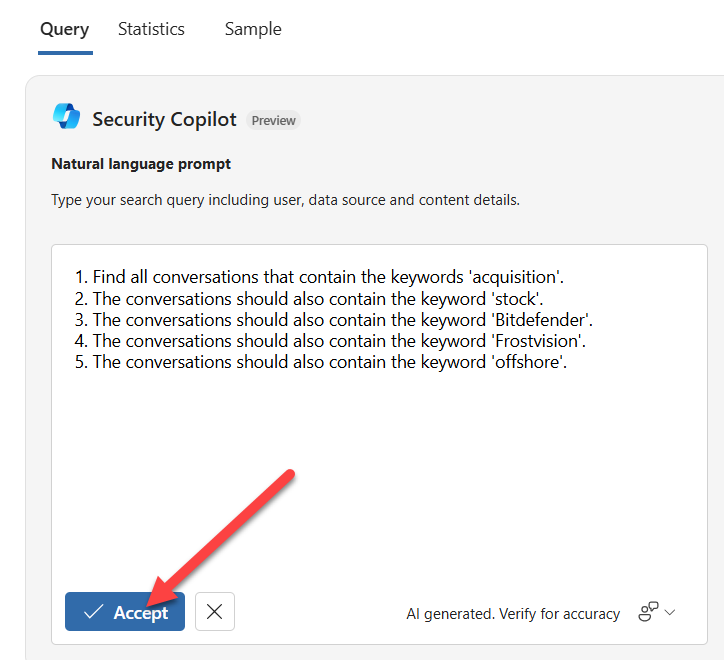 Query Statistics Sample
Security Copilot Preview
Natural language prompt
Type your search query including user, data source and content details.
1. Find all conversations that contain the keywords 'acquisition'.
2. The conversations should also contain the keyword 'stock'.
3. The conversations should also contain the keyword 'Bitdefender'.
4. The conversations should also contain the keyword 'Frostvision'.
5. The conversations should also contain the keyword 'offshore'.
Accept AI generated. Verify for accuracy